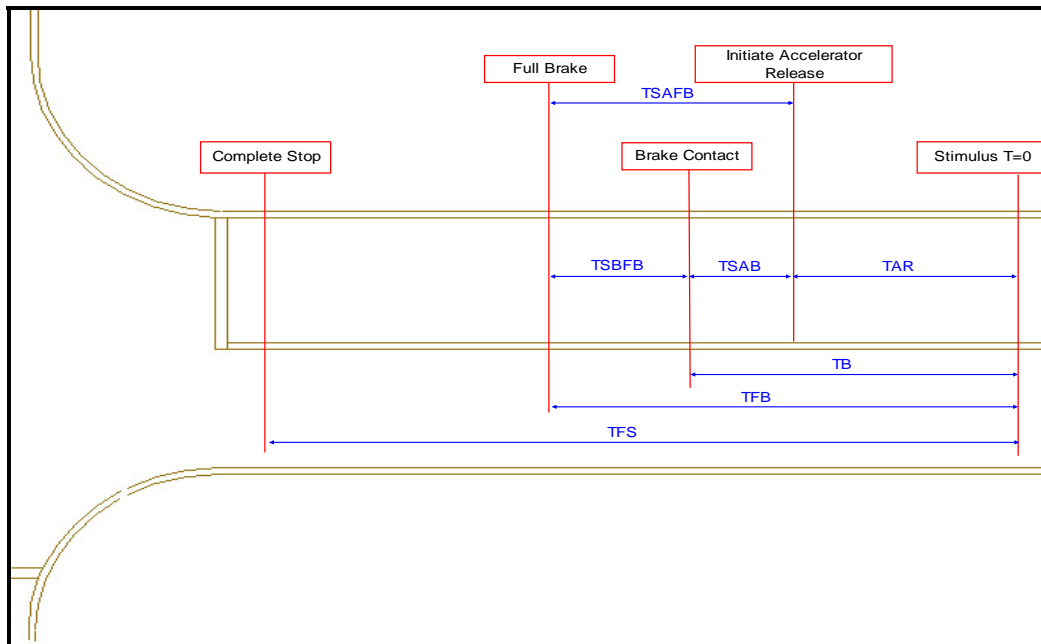 Initiate Accelerator
Release
Full Brake
TSAFB
Complete Stop
Brake Contact
Stimulus T=0
TSBFB
TSAB
TAR
TB
TFB
TFS